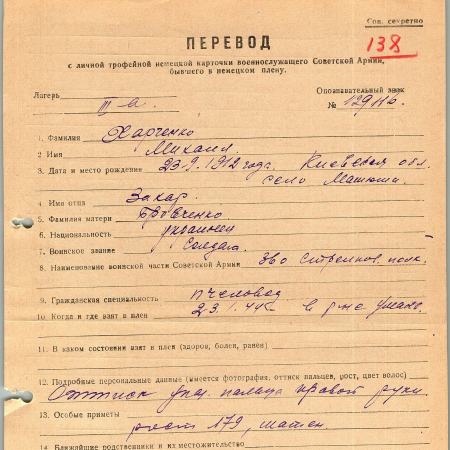 Сов. секретно
138
ПЕРЕВОД
с личной трофейной немецкой карточки военнослужащего Советской Армии,
бывшего в немецком плену.
Лагерь
Опознавательный знак
№ 129116.
1. Фамилия Харченко
2 Имя Михаил
3. Дата и место рождения 23.9.1912 года. Киевской обл.
село
4. Имя отца Захар
5. Фамилия матери
6. Национальность украинец
7. Воинское звание Солдат
8. Наименование воинской части Советской Армии 360 стрелков. полк.
9. Гражданская специальность пчеловод
10. Когда и где взят в плен 23.1.44г. в р-не
11. В каком состоянии взят в плен (здоров, болен, ранен)
12. Подробные персональные данные (имеется фотография, оттиск пальцев, рост, цвет волос)
Оттиск указ. пальца правой руки.
13. Особые приметы
рост 179,
14. Ближайшие родственники и их местожительство